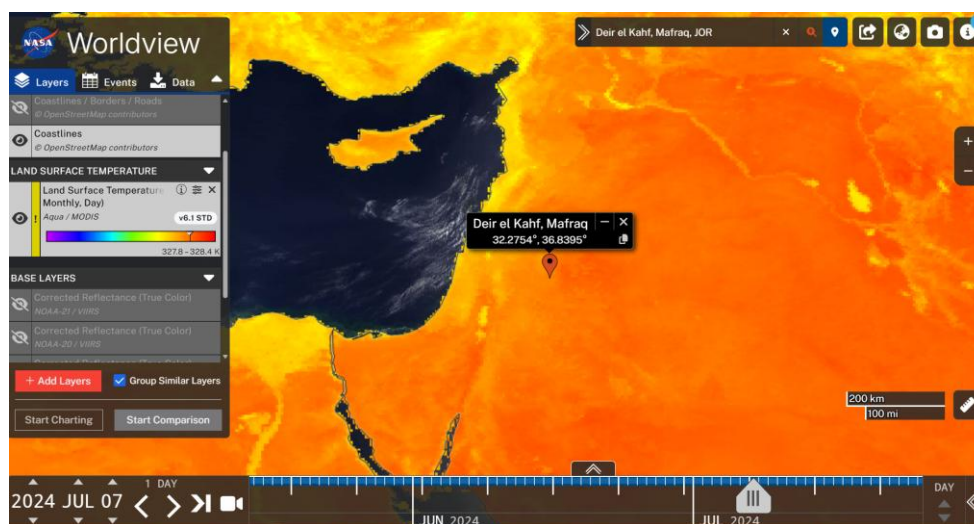 NASA Worldview
Layers Events Data
Coastlines / Borders / Roads
© OpenStreetMap contributors
Coastlines
© OpenStreetMap contributors
LAND SURFACE TEMPERATURE
Land Surface Temperature
Monthly, Day)
Aqua / MODIS v6.1 STD
327.8 – 328.4 K
BASE LAYERS
Corrected Reflectance (True Color)
NOAA-21 / VIIRS
Corrected Reflectance (True Color)
NOAA-20 / VIIRS
+ Add Layers Group Similar Layers
Start Charting Start Comparison
Deir el Kahf, Mafraq, JOR
Deir el Kahf, Mafraq
32.2754°, 36.8395°
200 km
100 mi
1 DAY
2024 JUL 07
JUN 2024
JUL 2024
DAY